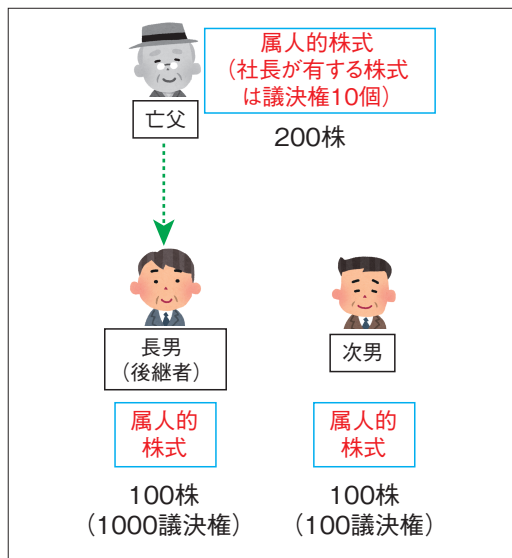 属人的株式
(社長が有する株式
は議決権10個)
亡父
200株
長男
(後継者)
次男
属人的
株式
属人的
株式
100株
(1000議決権)
100株
(100議決権)